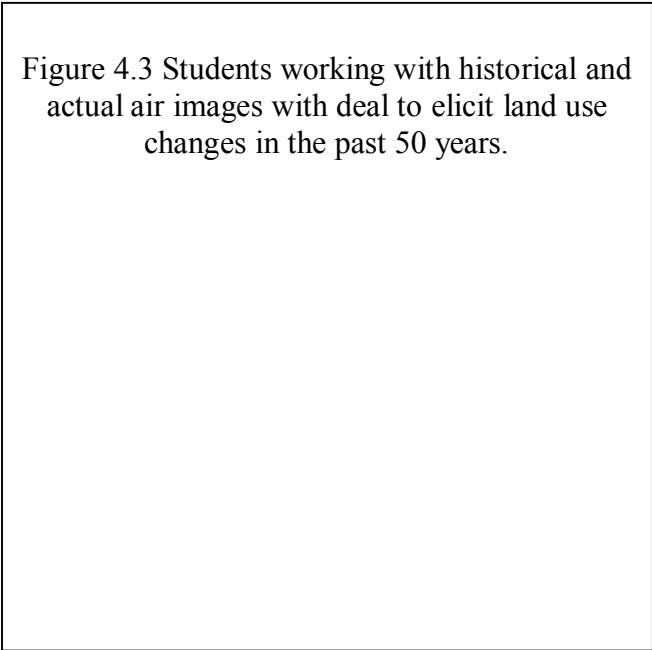 Figure 4.3 Students working with historical and
actual air images with deal to elicit land use
changes in the past 50 years.